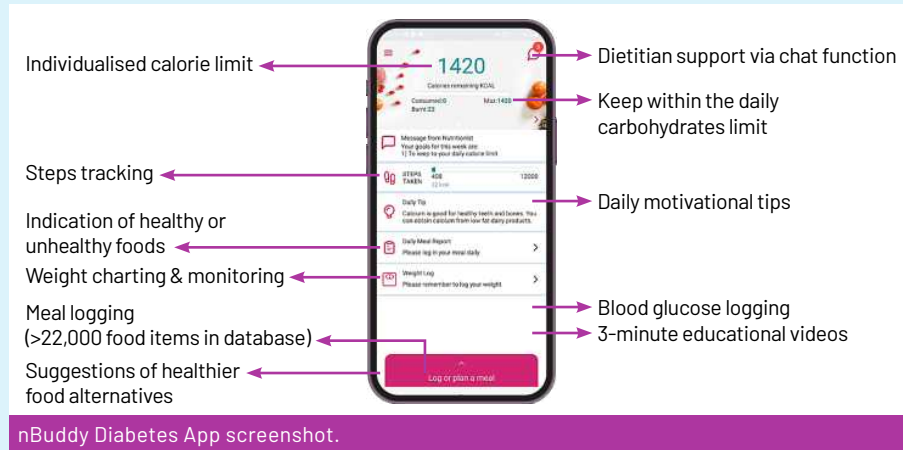 Individualised calorie limit
Steps tracking
Indication of healthy or
unhealthy foods
Weight charting & monitoring
Meal logging
(>22,000 food items in database)
Suggestions of healthier
food alternatives
1420
Calories remaining KCAL
Consumed:0 Max:1420
Burnt:23
Message from Nutritionist
Your goals for this week are:
1) To keep to your daily calorie limit
STEPS
TAKEN
408 12000
Daily Tip
Calcium is good for healthy teeth and bones. You
can obtain calcium from low fat dairy products.
Daily Meal Report
Please log in your meal daily
Weight Log
Please remember to log your weight
Log or plan a meal
Dietitian support via chat function
Keep within the daily
carbohydrates limit
Daily motivational tips
Blood glucose logging
3-minute educational videos
nBuddy Diabetes App screenshot.